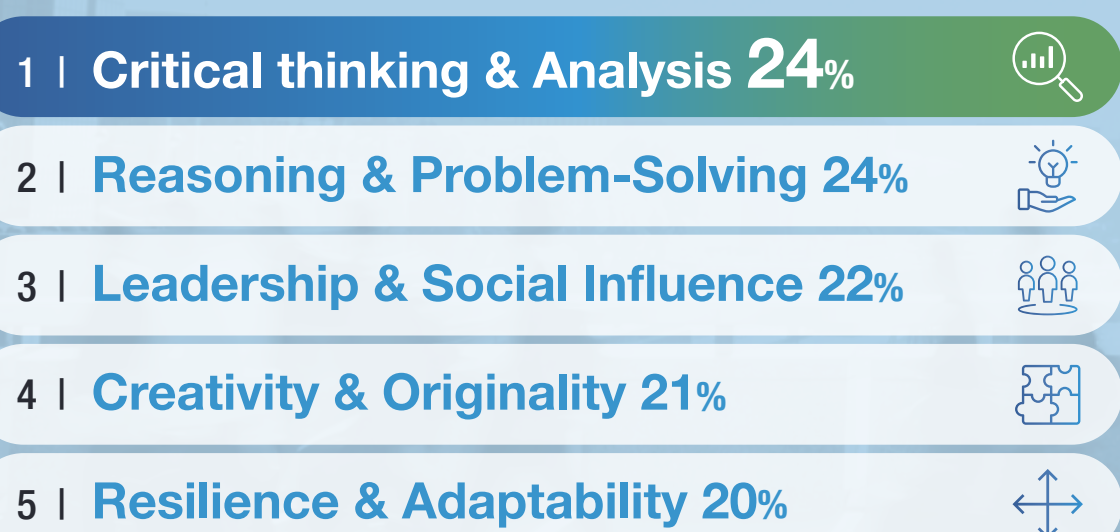 1 | Critical thinking & Analysis 24%
2 | Reasoning & Problem-Solving 24%
3 | Leadership & Social Influence 22%
4 | Creativity & Originality 21%
5 | Resilience & Adaptability 20%